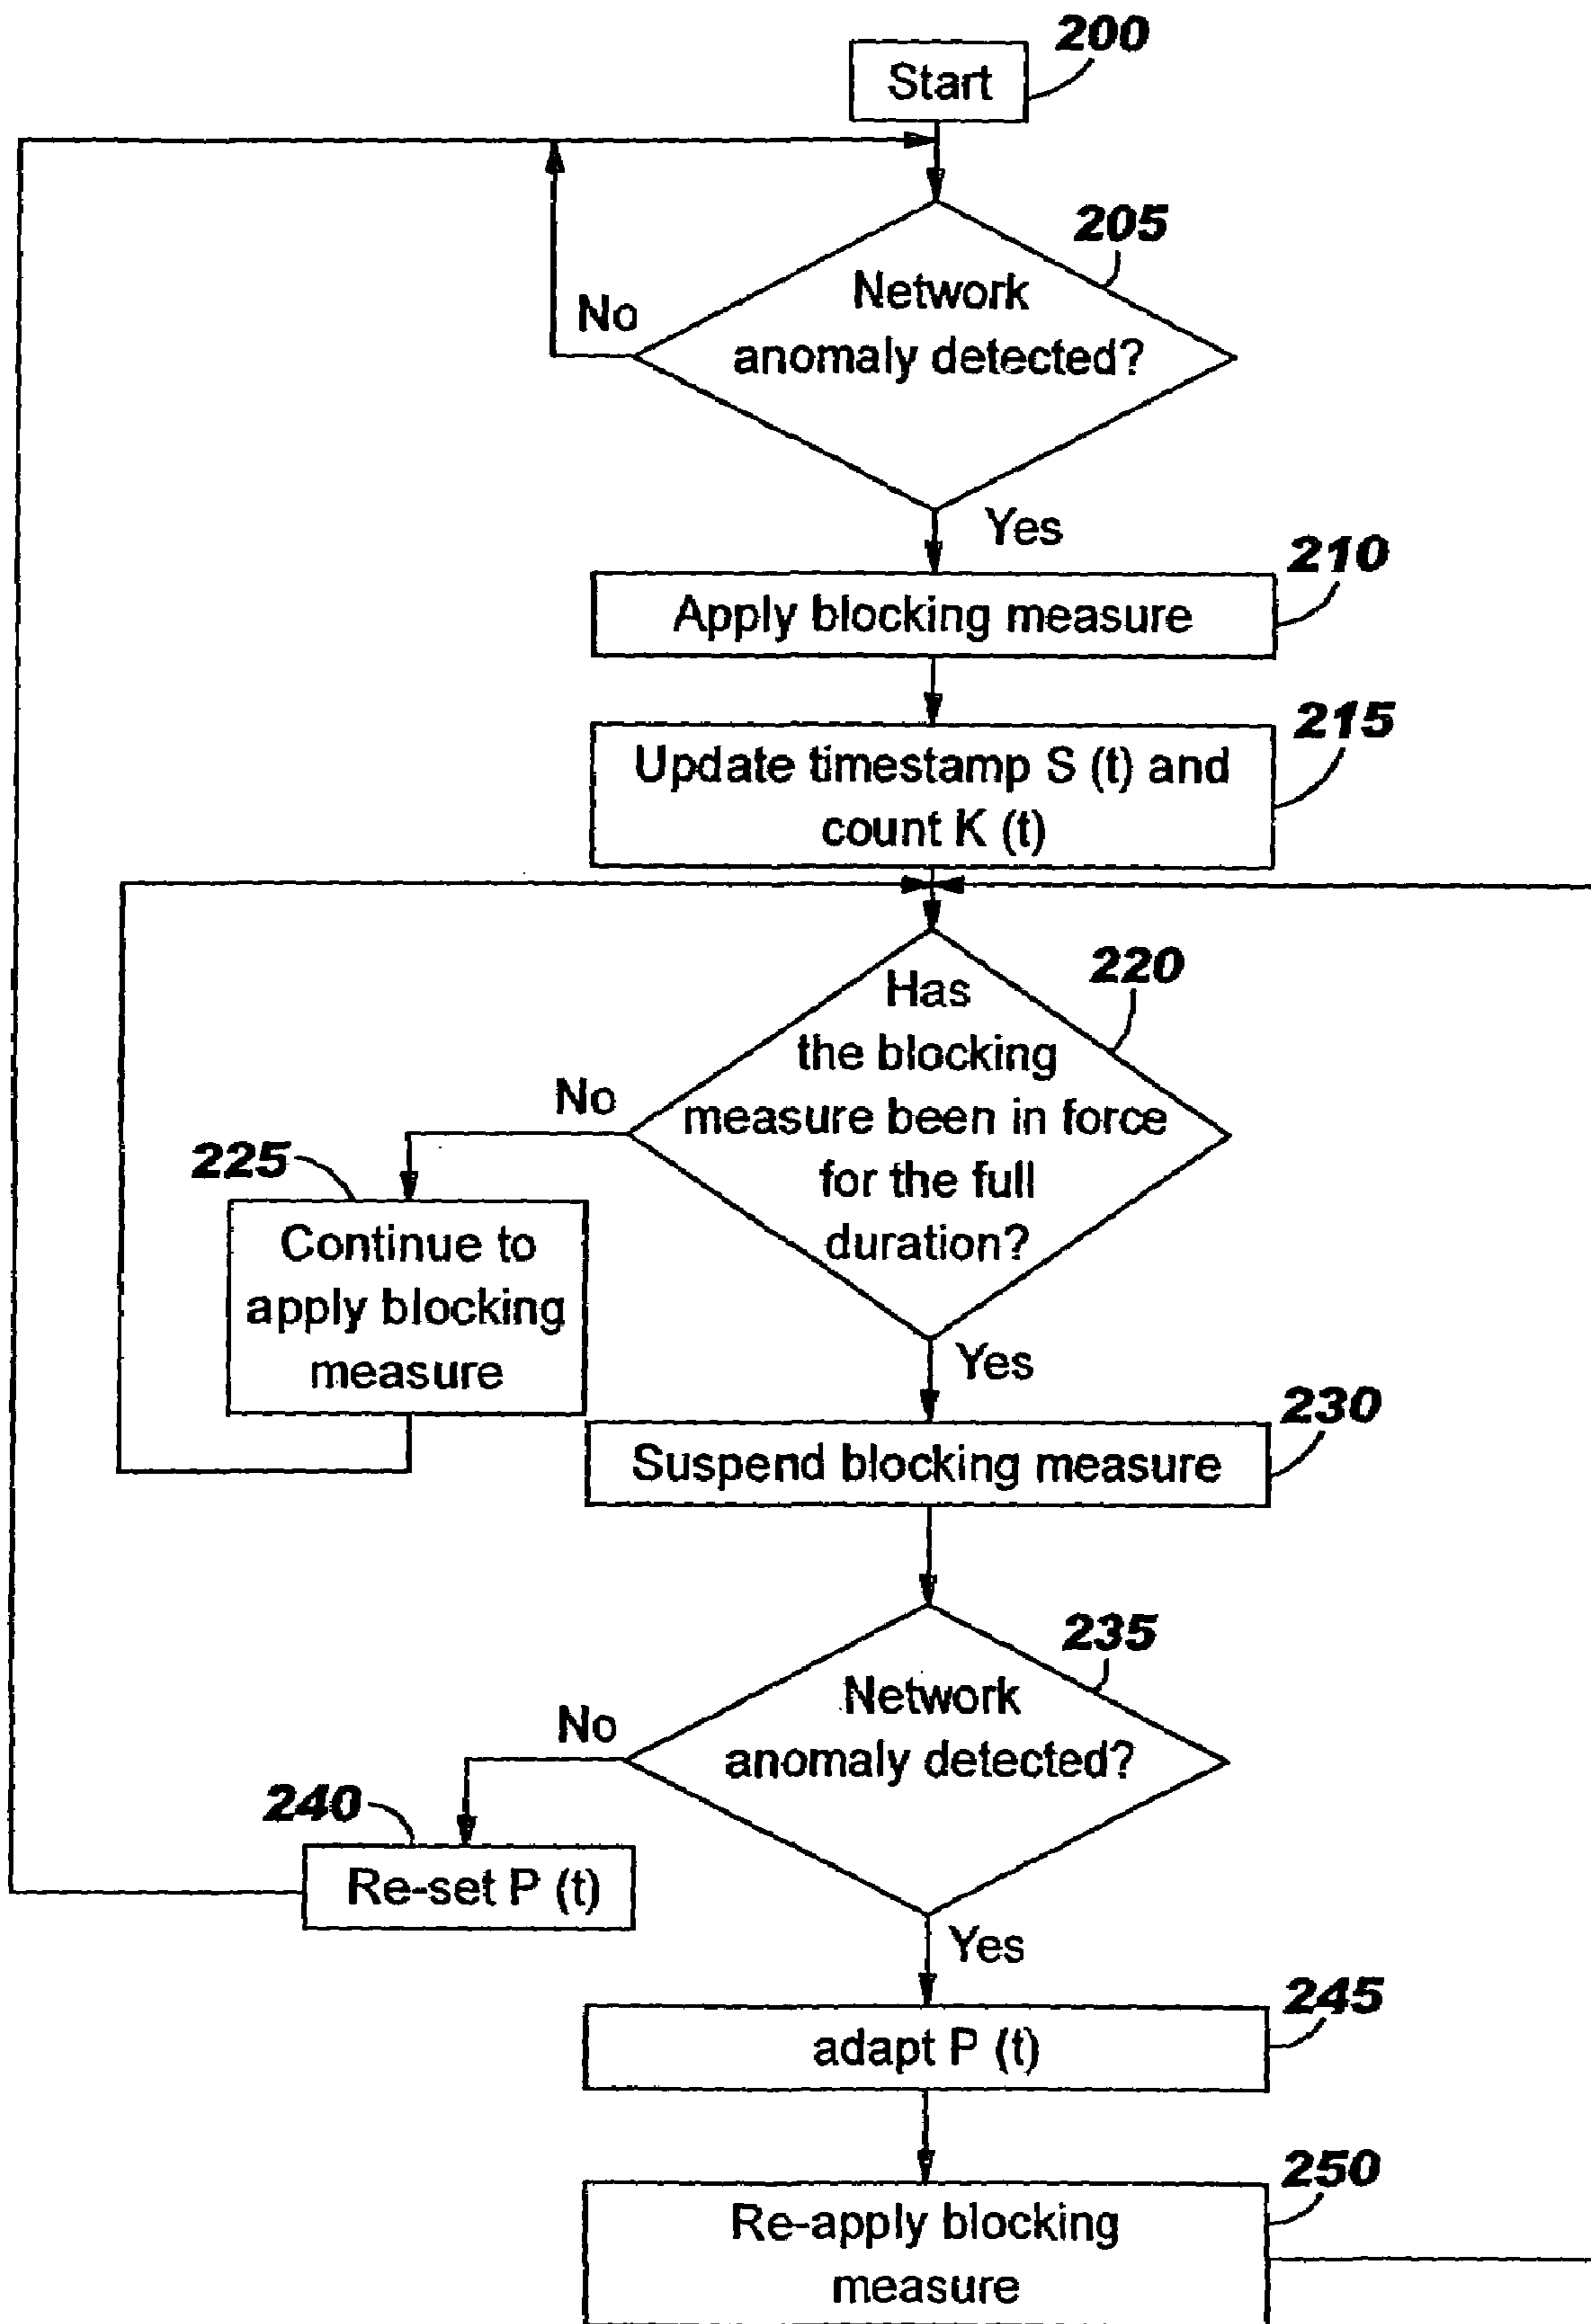 200
Start
205
Network
anomaly detected?
No
Yes
210
Apply blocking measure
215
Update timestamp S (t) and
count K (t)
220
Has
the blocking
measure been in force
for the full
duration?
No
225
Continue to
apply blocking
measure
Yes
230
Suspend blocking measure
235
Network
anomaly detected?
No
240
Re-set P (t)
Yes
245
adapt P (t)
250
Re-apply blocking
measure